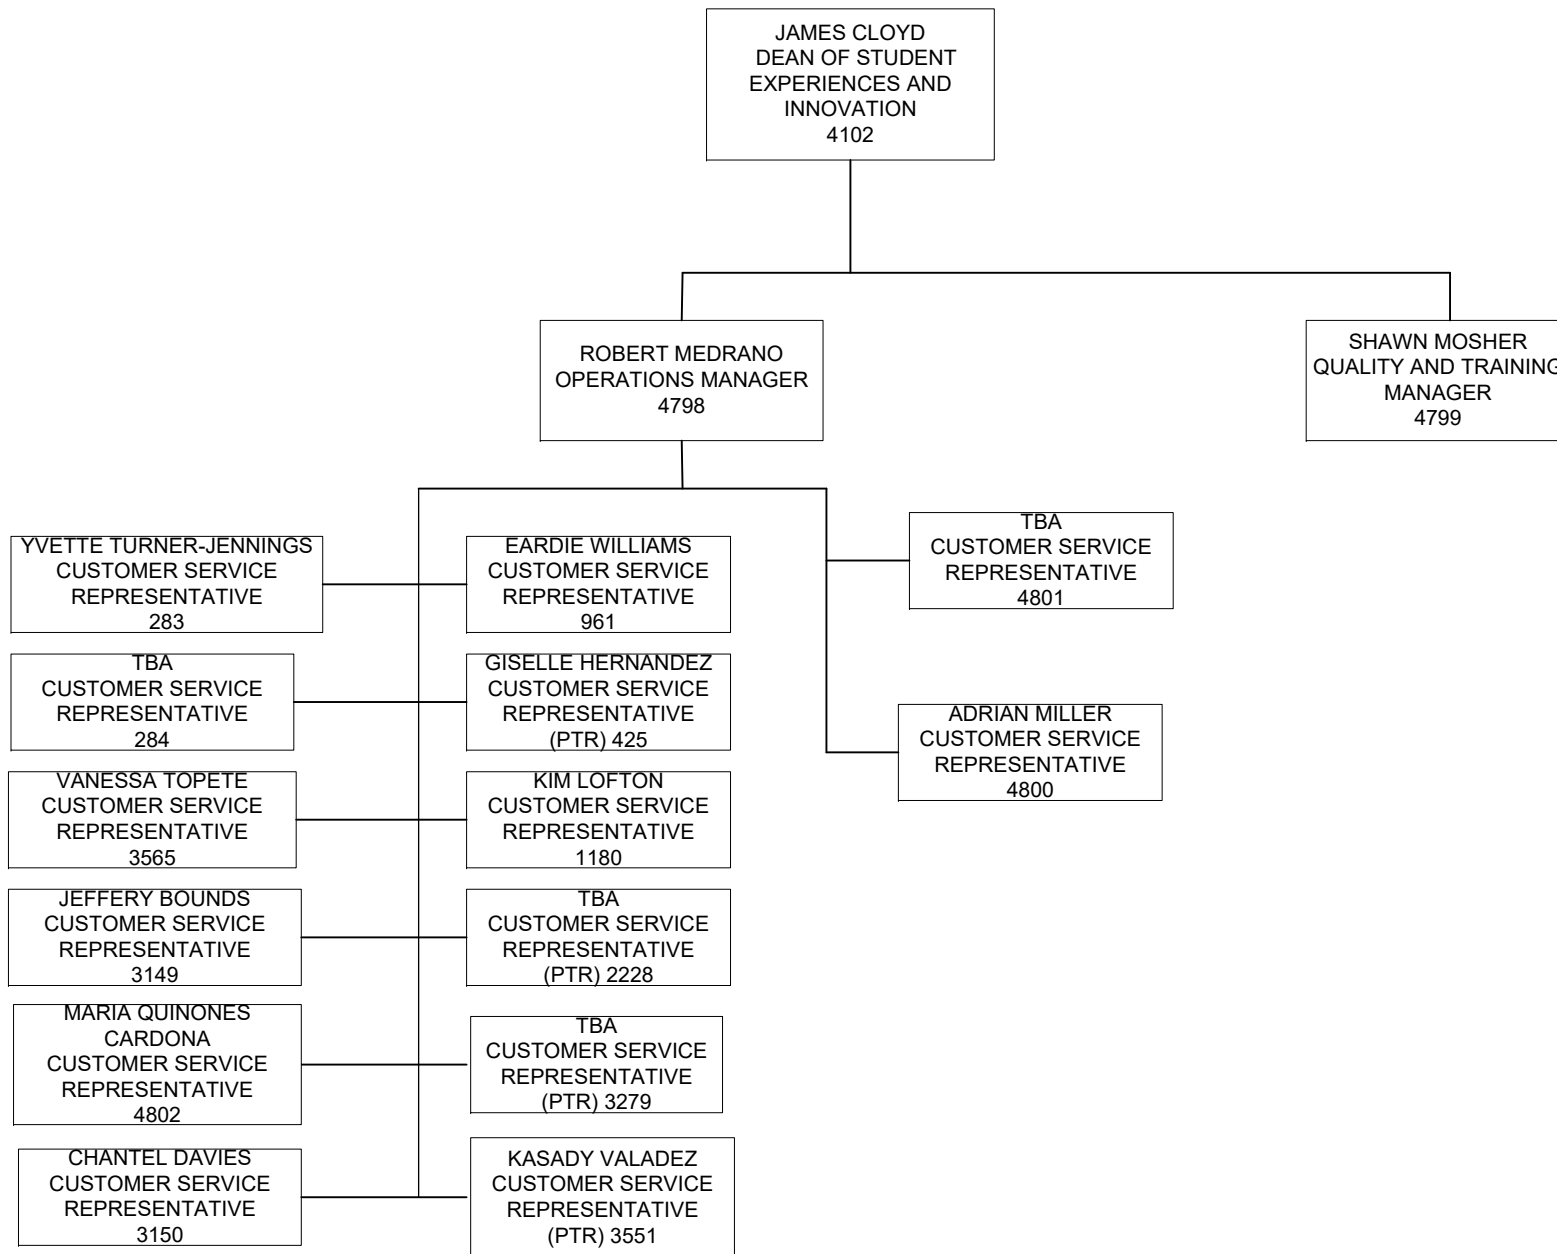 JAMES CLOYD
DEAN OF STUDENT
EXPERIENCES AND
INNOVATION
4102
ROBERT MEDRANO
OPERATIONS MANAGER
4798
SHAWN MOSHER
QUALITY AND TRAINING
MANAGER
4799
YVETTE TURNER-JENNINGS
CUSTOMER SERVICE
REPRESENTATIVE
283
EARDIE WILLIAMS
CUSTOMER SERVICE
REPRESENTATIVE
961
TBA
CUSTOMER SERVICE
REPRESENTATIVE
4801
TBA
CUSTOMER SERVICE
REPRESENTATIVE
284
GISELLE HERNANDEZ
CUSTOMER SERVICE
REPRESENTATIVE
(PTR) 425
ADRIAN MILLER
CUSTOMER SERVICE
REPRESENTATIVE
4800
VANESSA TOPETE
CUSTOMER SERVICE
REPRESENTATIVE
3565
KIM LOFTON
CUSTOMER SERVICE
REPRESENTATIVE
1180
JEFFERY BOUNDS
CUSTOMER SERVICE
REPRESENTATIVE
3149
TBA
CUSTOMER SERVICE
REPRESENTATIVE
(PTR) 2228
MARIA QUINONES
CARDONA
CUSTOMER SERVICE
REPRESENTATIVE
4802
TBA
CUSTOMER SERVICE
REPRESENTATIVE
(PTR) 3279
CHANTEL DAVIES
CUSTOMER SERVICE
REPRESENTATIVE
3150
KASADY VALADEZ
CUSTOMER SERVICE
REPRESENTATIVE
(PTR) 3551